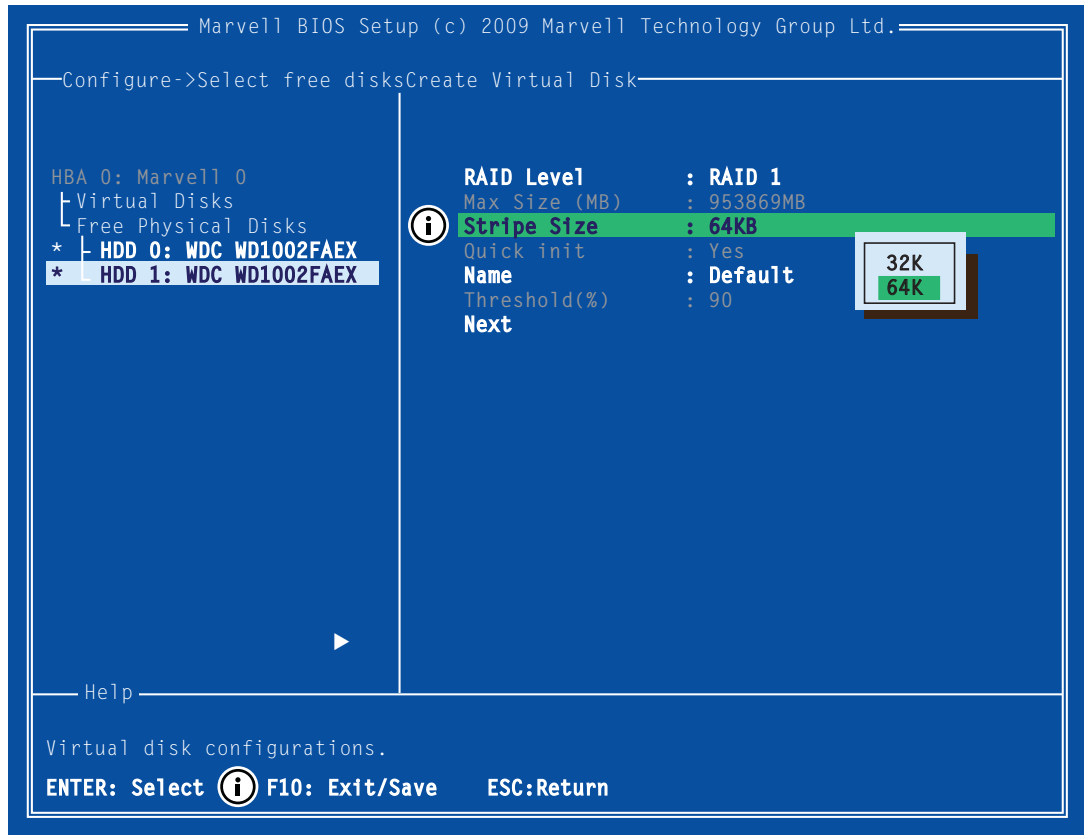 Marvell BIOS Setup (c) 2009 Marvell Technology Group Ltd.
Configure->Select free disksCreate Virtual Disk
HBA 0: Marvell 0
Virtual Disks
Free Physical Disks
* HDD 0: WDC WD1002FAEX
* HDD 1: WDC WD1002FAEX
RAID Level : RAID 1
Max Size (MB) : 953869MB
Stripe Size : 64KB
Quick init : Yes
Name : Default
Threshold(%) : 90
Next
32K
64K
Help
Virtual disk configurations.
ENTER: Select F10: Exit/Save ESC:Return